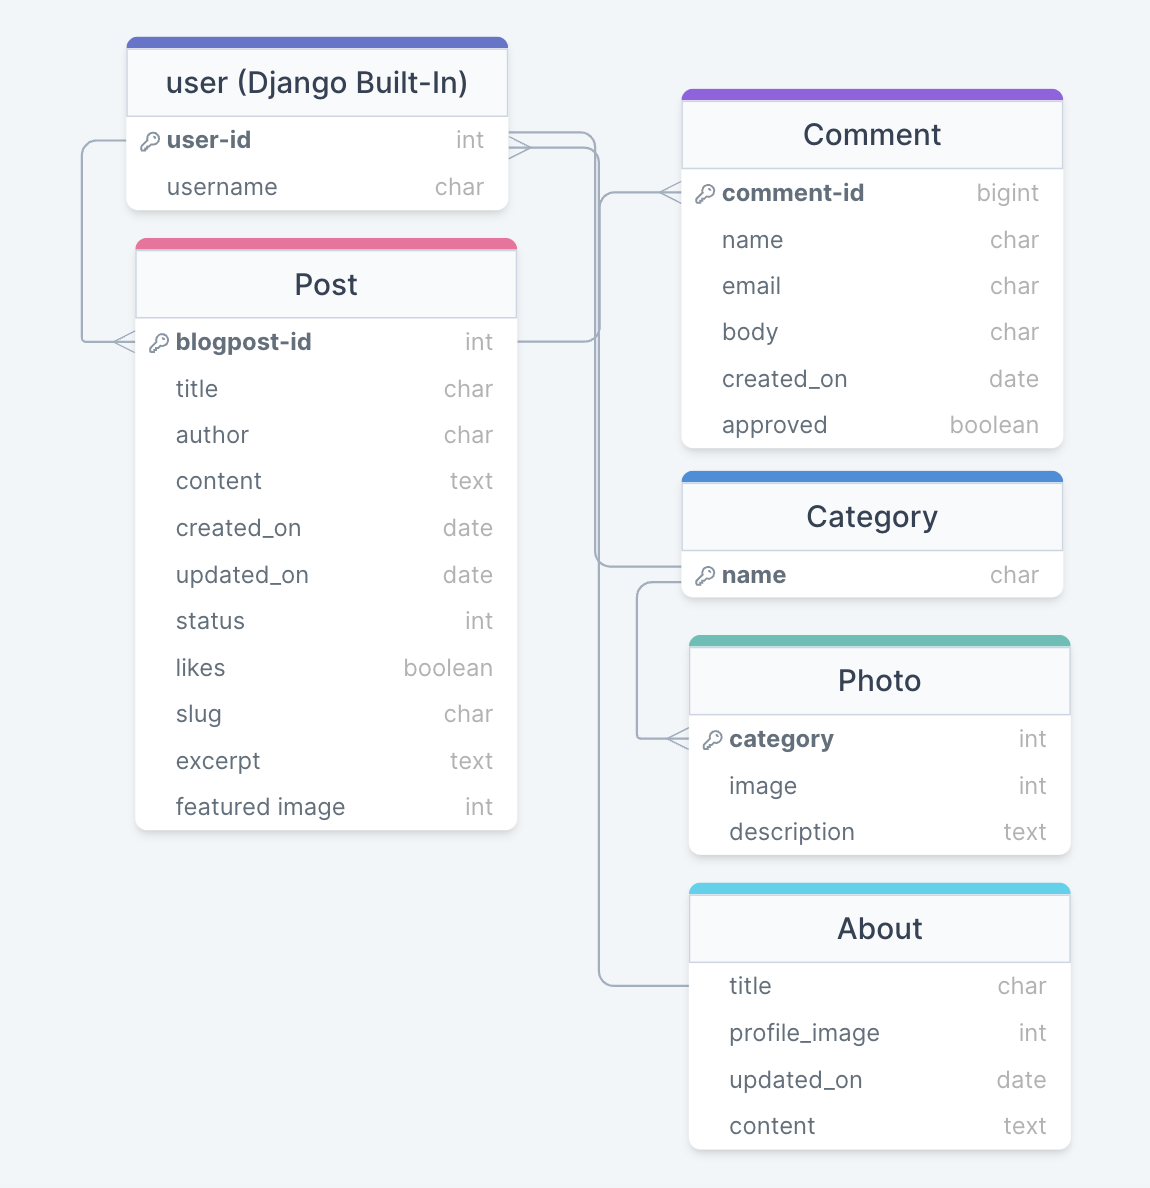 user (Django Built-In)
user-id int
username char
Post
blogpost-id int
title char
author char
content text
created_on date
updated_on date
status int
likes boolean
slug char
excerpt text
featured image int
Comment
comment-id bigint
name char
email char
body char
created_on date
approved boolean
Category
name char
Photo
category int
image int
description text
About
title char
profile_image int
updated_on date
content text